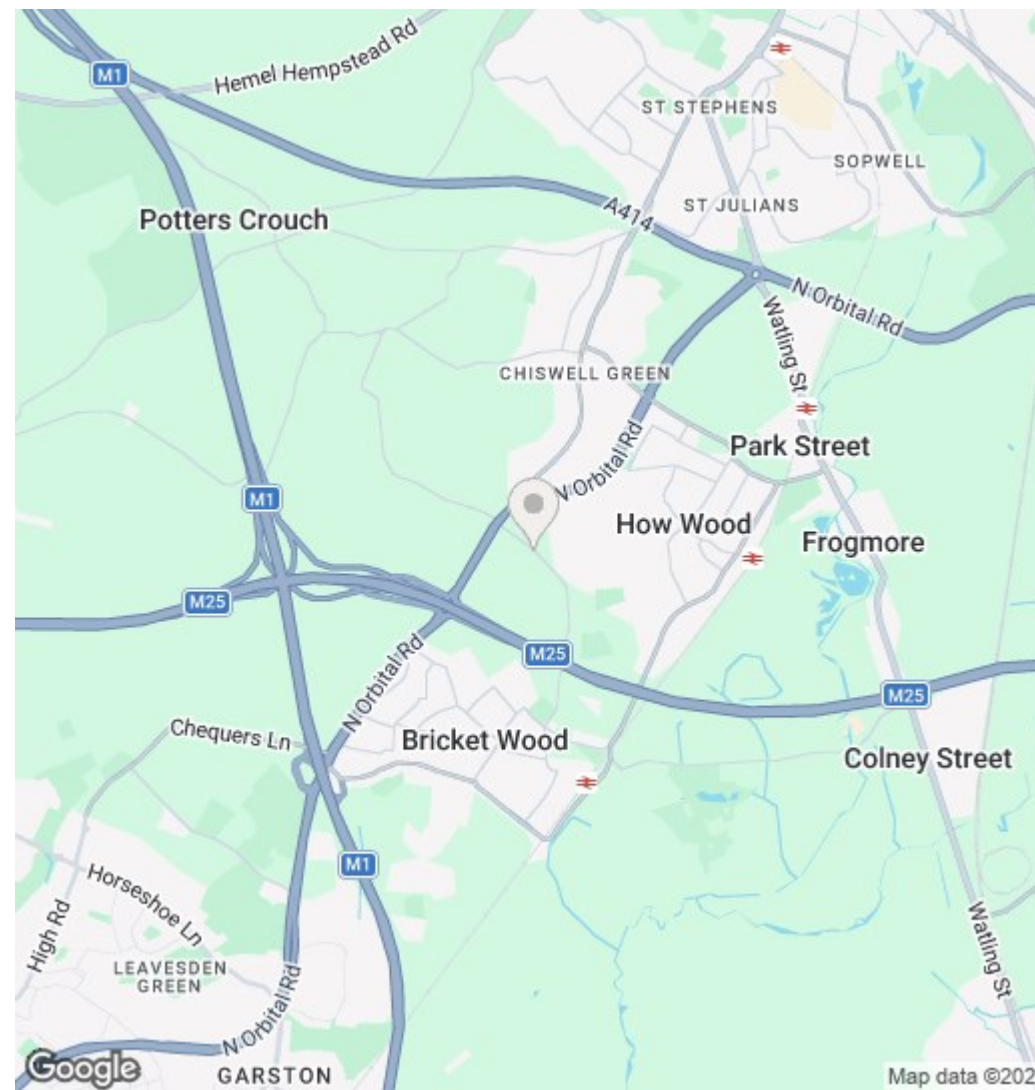 M1
Hemel Hempstead Rd
ST STEPHENS
SOPWELL
Potters Crouch
ST JULIANS
A414
N Orbital Rd
Watling St
CHISWELL GREEN
N Orbital Rd
Park Street
M1
How Wood
Frogmore
M25
M25
N Orbital Rd
M25
Chequers Ln
Bricket Wood
Colney Street
M1
Horseshoe Ln
High Rd
Watling St
LEAVESDEN
GREEN
N Orbital Rd
Google
GARSTON
Map data ©202